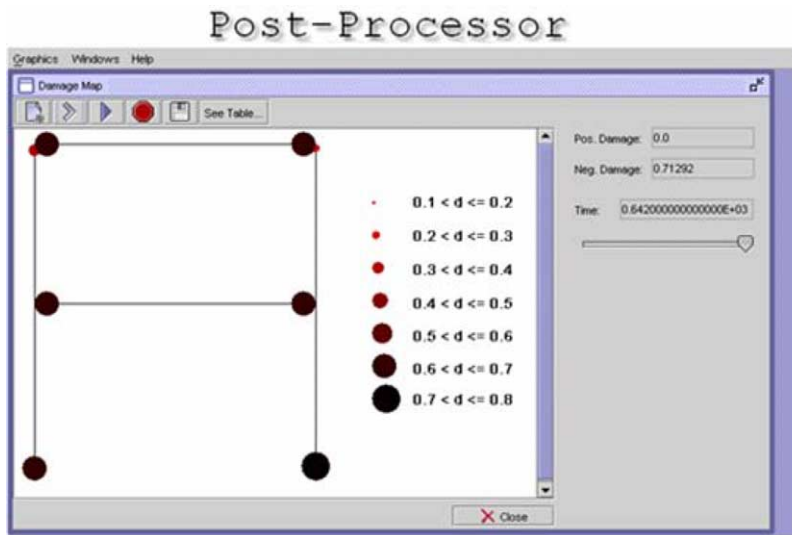 Post-Processor
Graphics Windows Help
Damage Map
See Table...
0.1 < d <= 0.2
0.2 < d <= 0.3
0.3 < d <= 0.4
0.4 < d <= 0.5
0.5 < d <= 0.6
0.6 < d <= 0.7
0.7 < d <= 0.8
Pos. Damage: 0.0
Neg. Damage: 0.71292
Time: 0.642000000000000E+03
Close